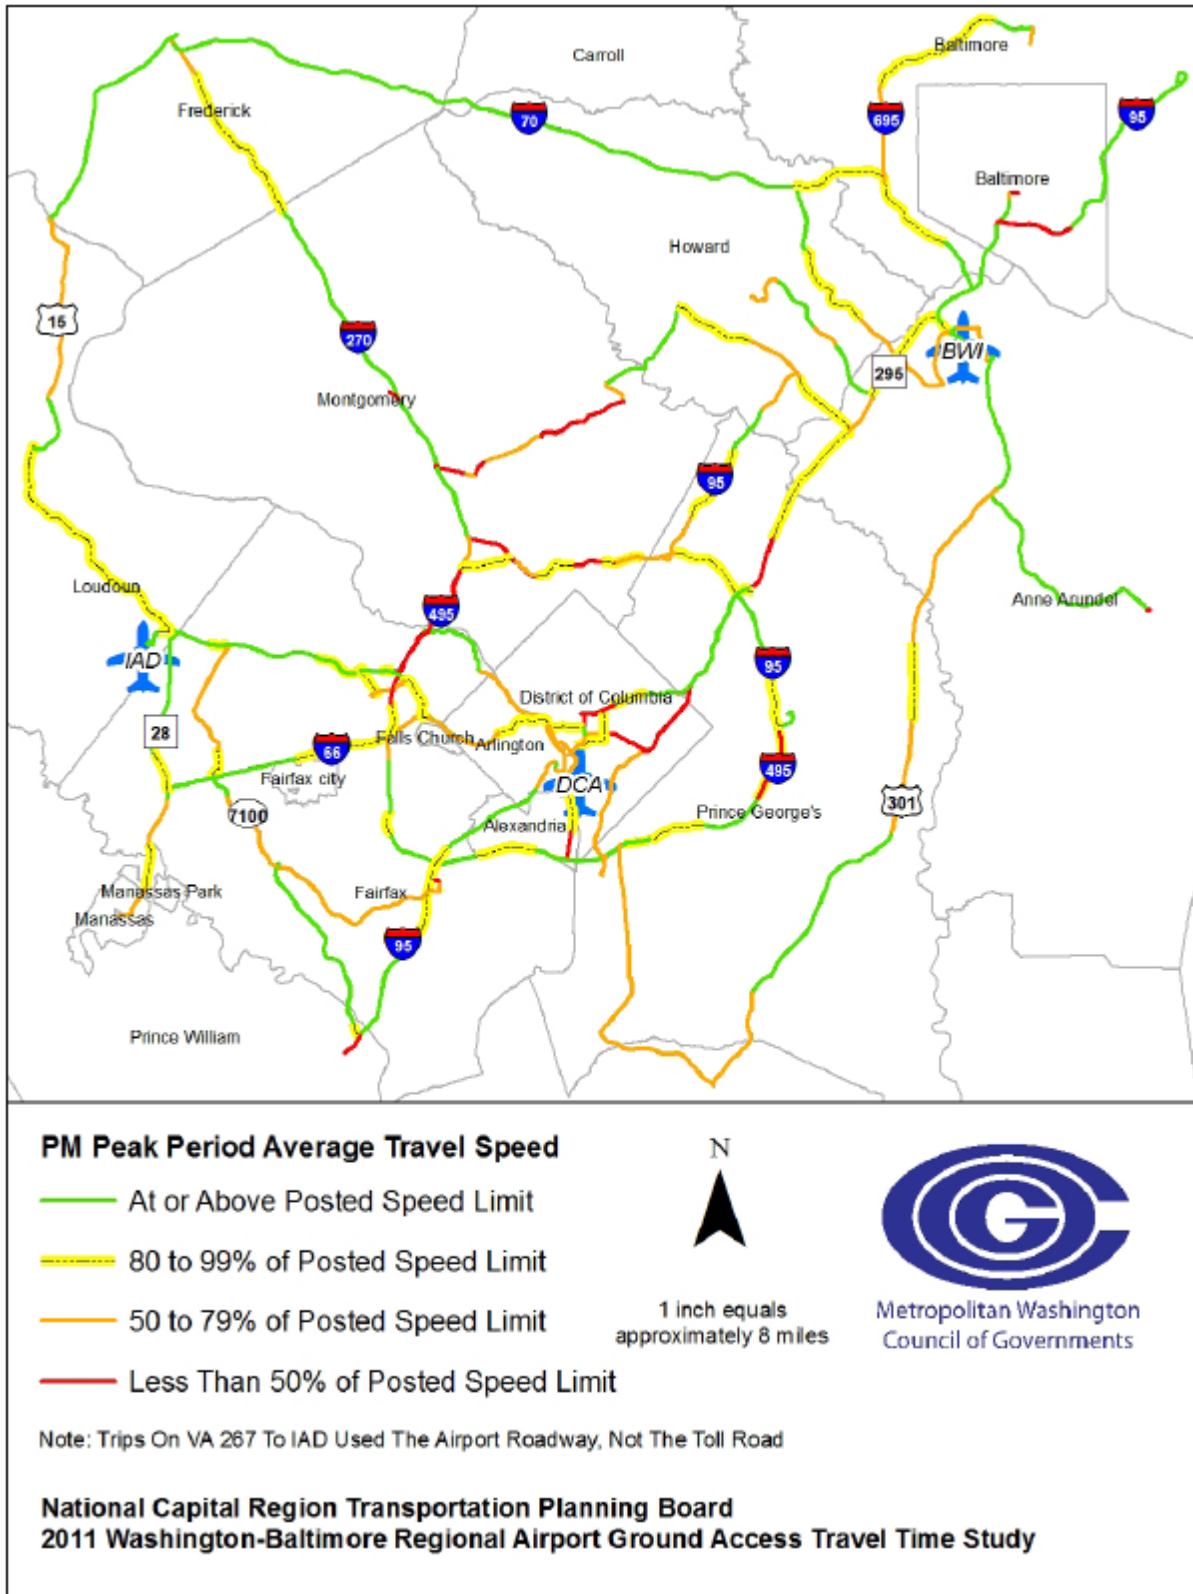 Carroll
Baltimore
Frederick
70
695
95
Baltimore
Howard
15
270
BWI
295
Montgomery
95
Loudoun
495
Anne Arundel
IAD
95
District of Columbia
28
Falls Church
Arlington
66
Fairfax city
495
DCA
7100
Alexandria
Prince George's
301
Manassas Park
Fairfax
Manassas
95
Prince William
PM Peak Period Average Travel Speed
At or Above Posted Speed Limit
80 to 99% of Posted Speed Limit
50 to 79% of Posted Speed Limit
Less Than 50% of Posted Speed Limit
N
1 inch equals
approximately 8 miles
COG
Metropolitan Washington
Council of Governments
Note: Trips On VA 267 To IAD Used The Airport Roadway, Not The Toll Road
National Capital Region Transportation Planning Board
2011 Washington-Baltimore Regional Airport Ground Access Travel Time Study